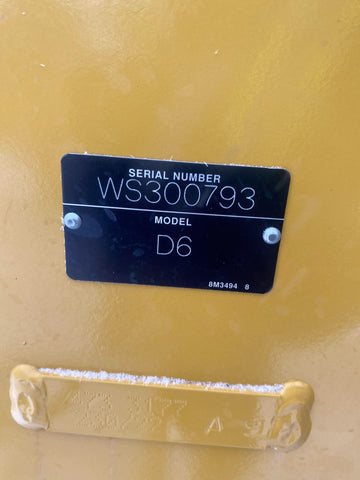 SERIAL NUMBER
WS300793
MODEL
D6
8M3494 8